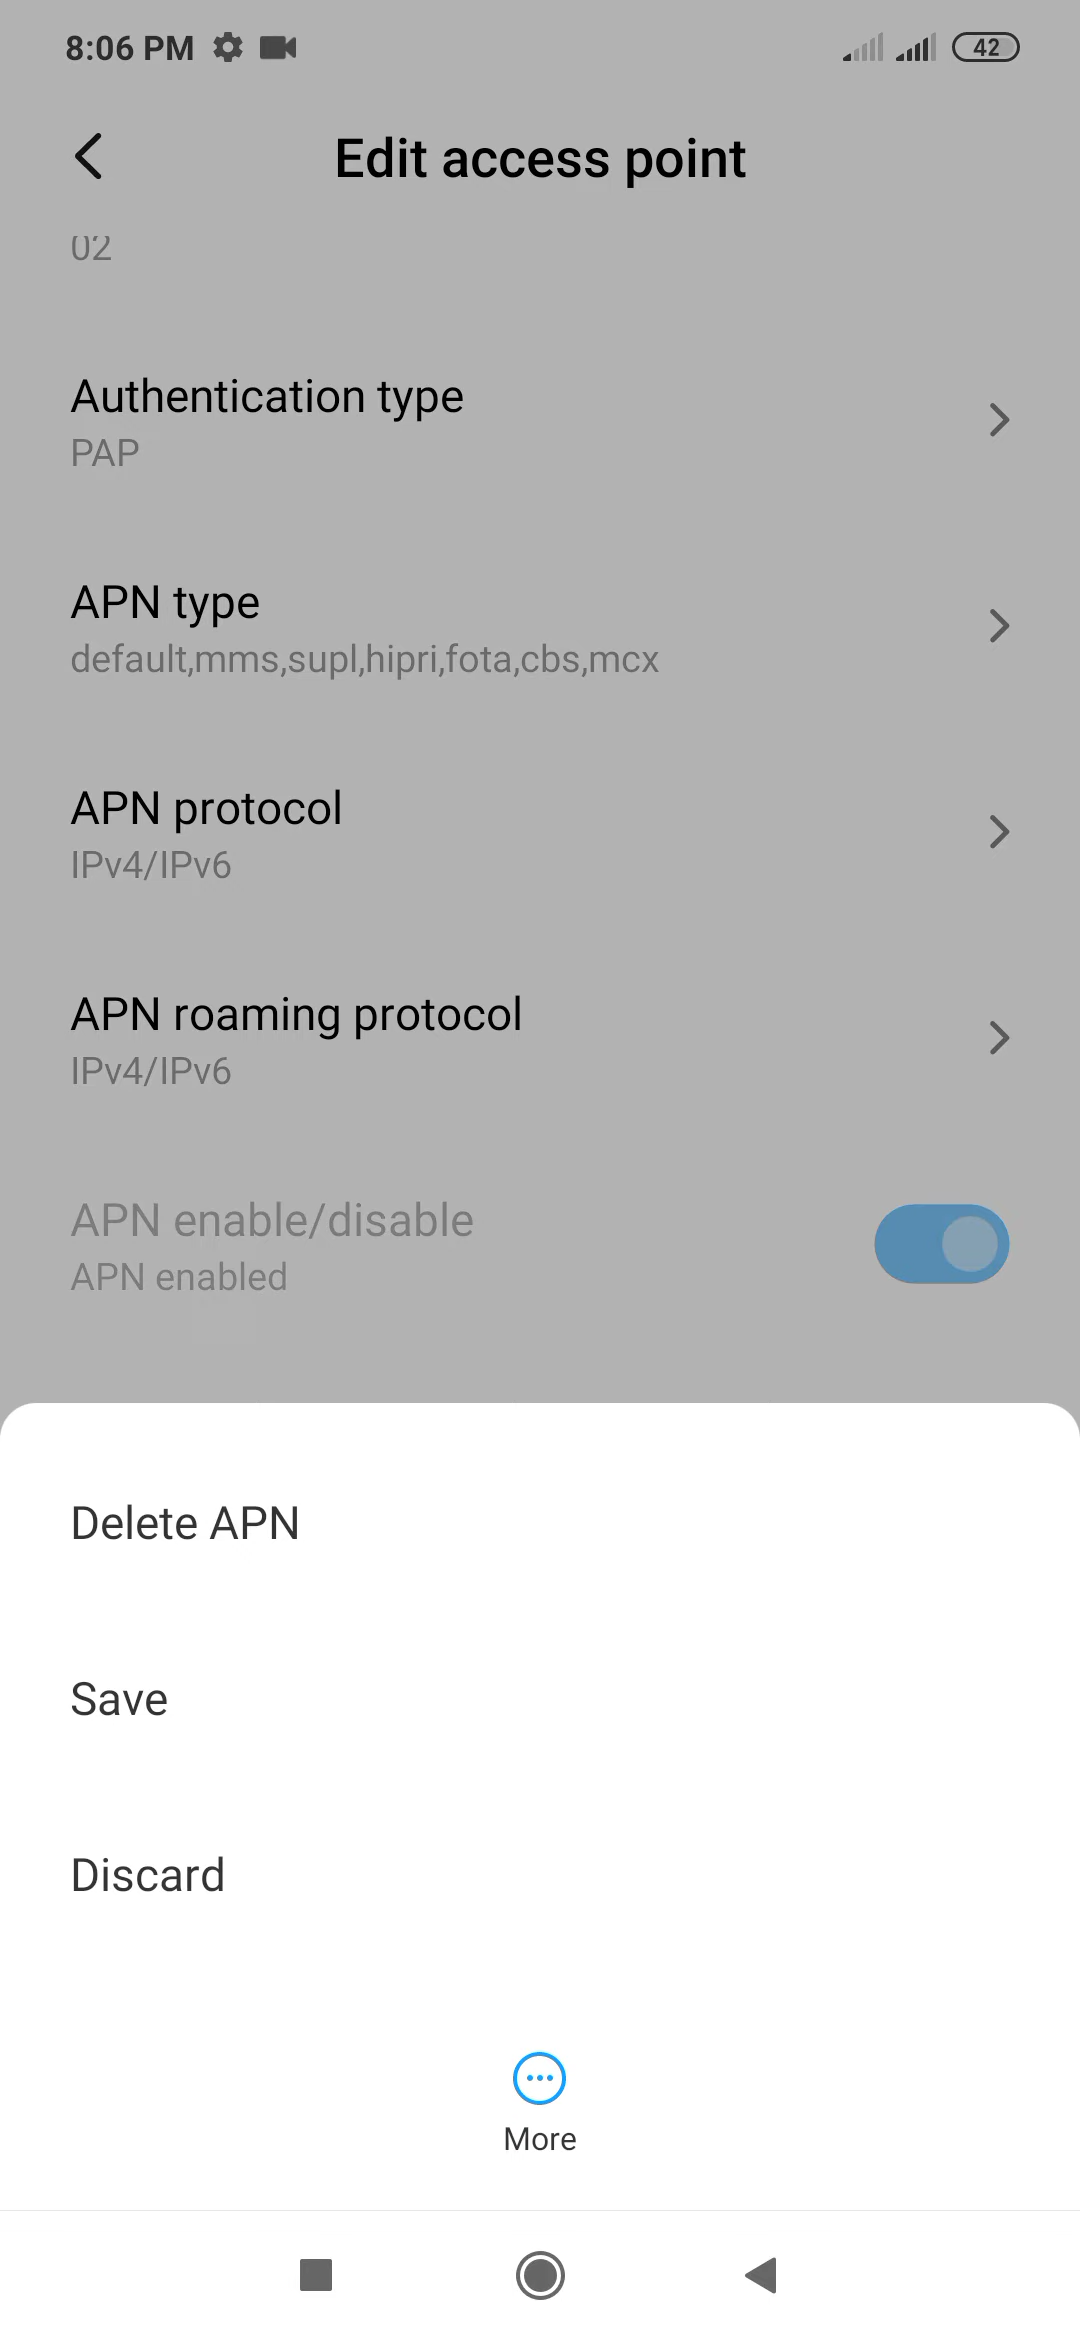 8:06 PM
42
Edit access point
02
Authentication type
PAP
APN type
default,mms,supl,hipri,fota,cbs,mcx
APN protocol
IPv4/IPv6
APN roaming protocol
IPv4/IPv6
APN enable/disable
APN enabled
Delete APN
Save
Discard
More